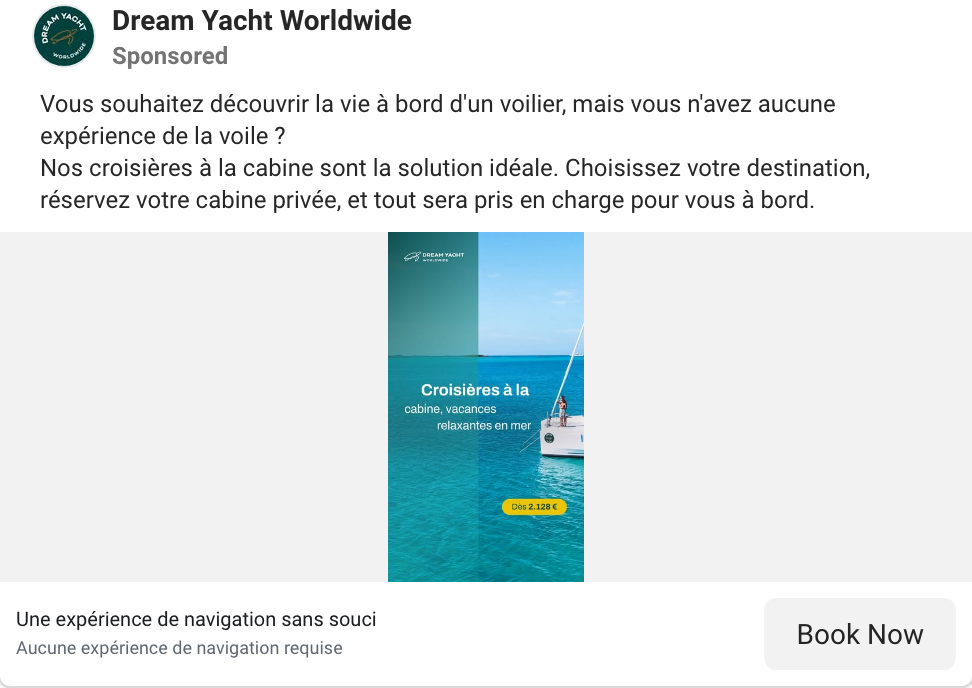 DREAM YACHT
WORLDWIDE
Dream Yacht Worldwide
Sponsored
Vous souhaitez découvrir la vie à bord d'un voilier, mais vous n'avez aucune
expérience de la voile ?
Nos croisières à la cabine sont la solution idéale. Choisissez votre destination,
réservez votre cabine privée, et tout sera pris en charge pour vous à bord.
DREAM YACHT
WORLDWIDE
Croisières à la
cabine, vacances
relaxantes en mer
Dès 2.128 €
Une expérience de navigation sans souci
Aucune expérience de navigation requise
Book Now